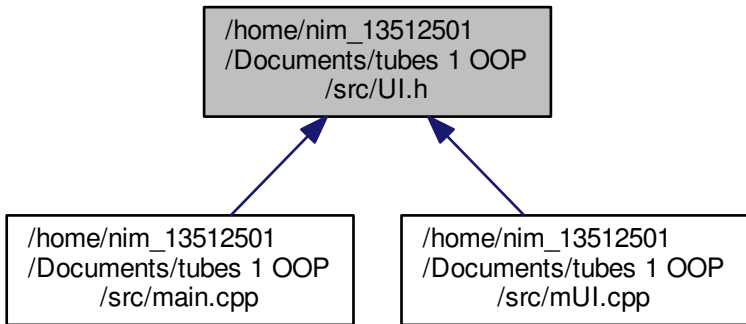 /home/nim_13512501
/Documents/tubes 1 OOP
/src/UI.h
/home/nim_13512501
/Documents/tubes 1 OOP
/src/main.cpp
/home/nim_13512501
/Documents/tubes 1 OOP
/src/mUI.cpp